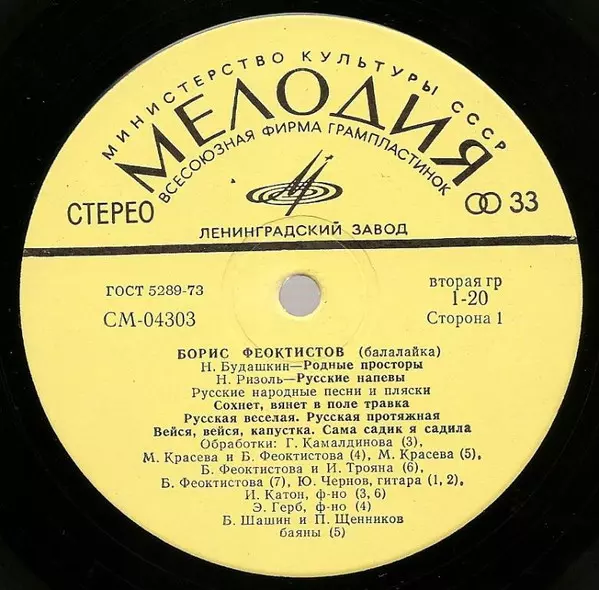 МИНИСТЕРСТВО КУЛЬТУРЫ СССР
МЕЛОДИЯ
ВСЕСОЮЗНАЯ ФИРМА ГРАМПЛАСТИНОК
СТЕРЕО
33
ЛЕНИНГРАДСКИЙ ЗАВОД
ГОСТ 5289-73
вторая гр
1-20
СМ-04303
Сторона 1
БОРИС ФЕОКТИСТОВ (балалайка)
Н. Будашкин—Родные просторы
Н. Ризоль—Русские напевы
Русские народные песни и пляски
Сохнет, вянет в поле травка
Русская веселая. Русская протяжная
Вейся, вейся, капустка. Сама садик я садила
Обработки: Г. Камалдинова (3),
М. Красева и Б. Феоктистова (4), М. Красева (5),
Б. Феоктистова и И. Трояна (6),
Б. Феоктистова (7), Ю. Чернов, гитара (1, 2),
И. Катон, ф-но (3, 6)
Э. Герб, ф-но (4)
Б. Шашин и П. Щенников
баяны (5)